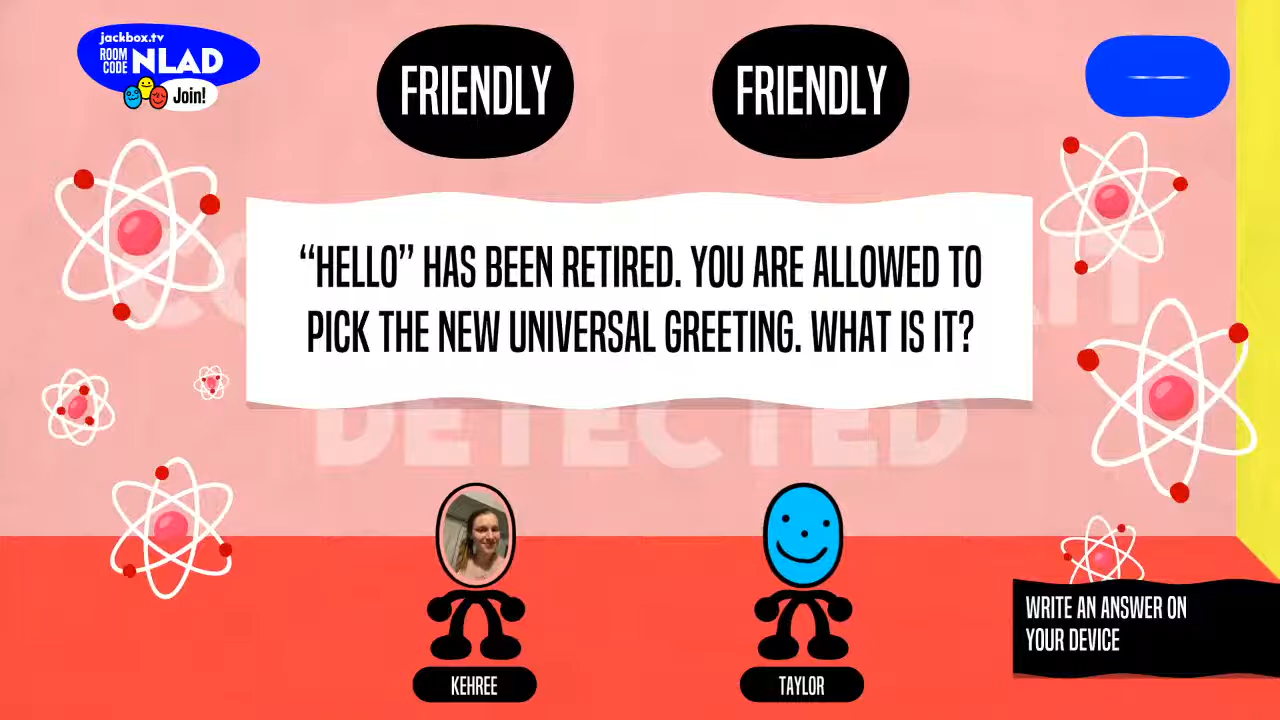 jackbox.tv
ROOM
CODE
NLAD
Join!
FRIENDLY
FRIENDLY
“HELLO” HAS BEEN RETIRED. YOU ARE ALLOWED TO
PICK THE NEW UNIVERSAL GREETING. WHAT IS IT?
DETECTED
WRITE AN ANSWER ON
YOUR DEVICE
KEHREE
TAYLOR